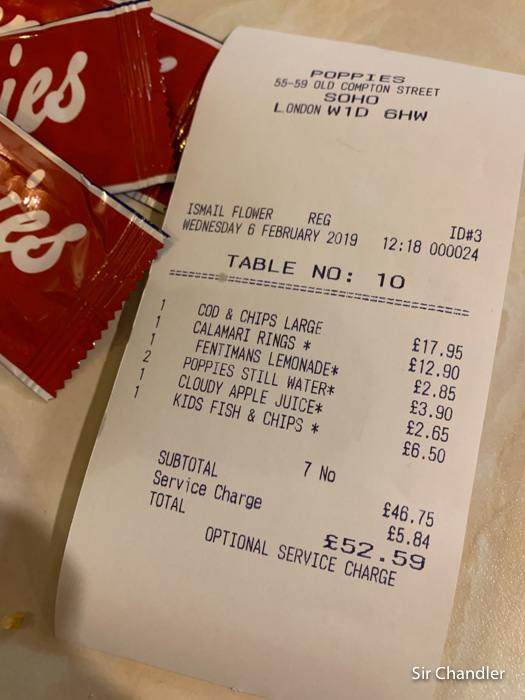 ies
ies
POPPIES
55-59 OLD COMPTON STREET
SOHO
LONDON W1D 6HW
ISMAIL FLOWER REG ID#3
WEDNESDAY 6 FEBRUARY 2019 12:18 000024
TABLE NO: 10
1 COD & CHIPS LARGE £17.95
1 CALAMARI RINGS * £12.90
1 FENTIMANS LEMONADE* £2.85
2 POPPIES STILL WATER* £3.90
1 CLOUDY APPLE JUICE* £2.65
1 KIDS FISH & CHIPS * £6.50
7 No
SUBTOTAL £46.75
Service Charge £5.84
TOTAL £52.59
OPTIONAL SERVICE CHARGE
Sir Chandler